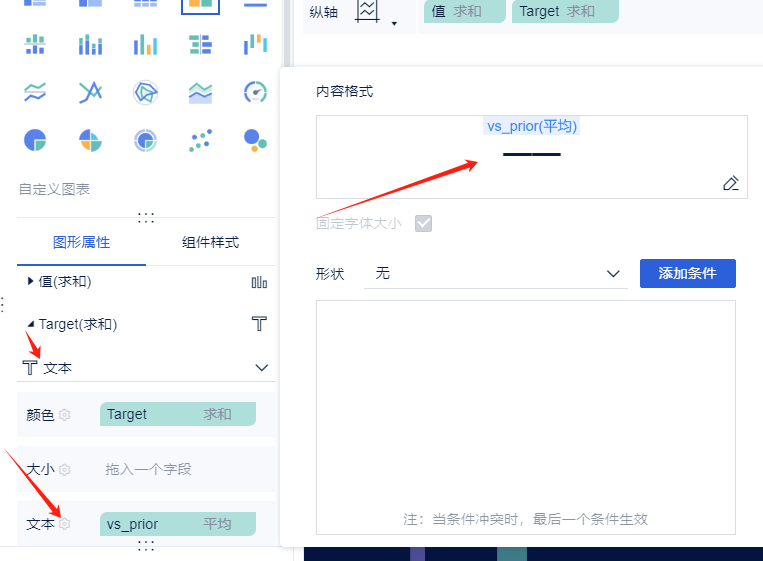 纵轴
值 求和
Target 求和
内容格式
vs_prior(平均)
固定字体大小
形状
无
添加条件
注：当条件冲突时，最后一个条件生效
自定义图表
图形属性
组件样式
值(求和)
Target(求和)
文本
颜色
Target 求和
大小
拖入一个字段
文本
vs_prior 平均